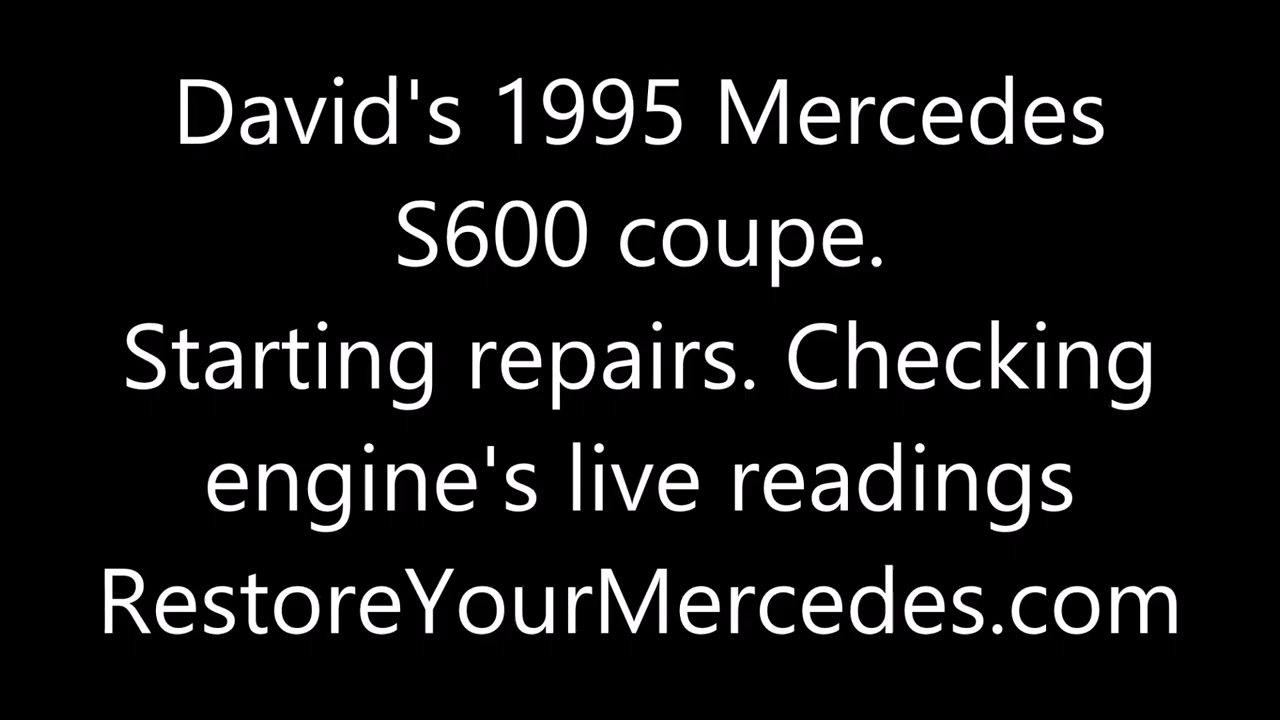 David's 1995 Mercedes
S600 coupe.
Starting repairs. Checking
engine's live readings
RestoreYourMercedes.com